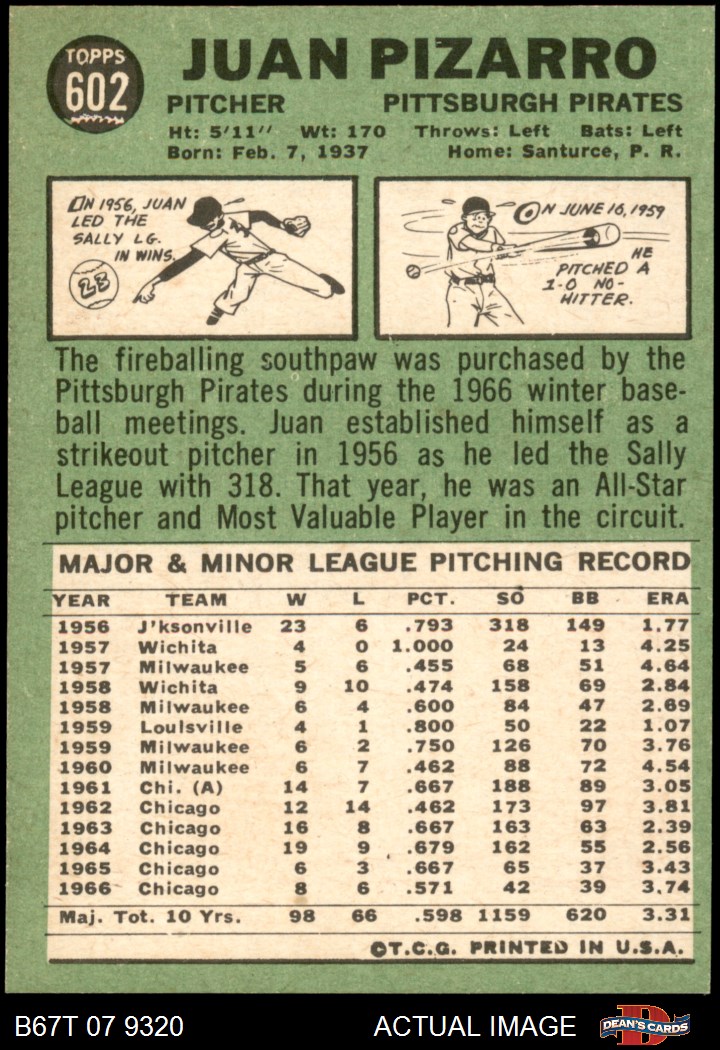 TOPPS
602
JUAN PIZARRO
PITCHER PITTSBURGH PIRATES
Ht: 5'11" Wt: 170 Throws: Left Bats: Left
Born: Feb. 7, 1937 Home: Santurce, P. R.
IN 1956, JUAN
LED THE
SALLY LG.
IN WINS.
23
ON JUNE 16, 1959
HE
PITCHED A
1-0 NO-
HITTER.
The fireballing southpaw was purchased by the
Pittsburgh Pirates during the 1966 winter base-
ball meetings. Juan established himself as a
strikeout pitcher in 1956 as he led the Sally
League with 318. That year, he was an All-Star
pitcher and Most Valuable Player in the circuit.
MAJOR & MINOR LEAGUE PITCHING RECORD
YEAR TEAM W L PCT. SO BB ERA
1956 J'ksonville 23 6 .793 318 149 1.77
1957 Wichita 4 0 1.000 24 13 4.25
1957 Milwaukee 5 6 .455 68 51 4.64
1958 Wichita 9 10 .474 158 69 2.84
1958 Milwaukee 6 4 .600 84 47 2.69
1959 Louisville 4 1 .800 50 22 1.07
1959 Milwaukee 6 2 .750 126 70 3.76
1960 Milwaukee 6 7 .462 88 72 4.54
1961 Chi. (A) 14 7 .667 188 89 3.05
1962 Chicago 12 14 .462 173 97 3.81
1963 Chicago 16 8 .667 163 63 2.39
1964 Chicago 19 9 .679 162 55 2.56
1965 Chicago 6 3 .667 65 37 3.43
1966 Chicago 8 6 .571 42 39 3.74
Maj. Tot. 10 Yrs. 98 66 .598 1159 620 3.31
©T.C.G. PRINTED IN U.S.A.
B67T 07 9320 ACTUAL IMAGE
DEAN'S CARDS